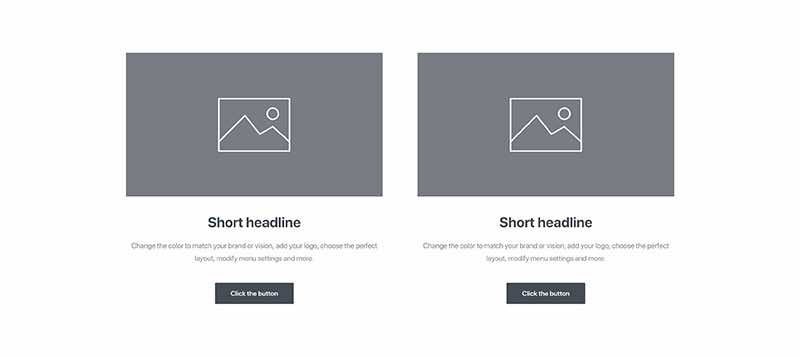 Short headline
Change the color to match your brand or vision, add your logo, choose the perfect
layout, modify menu settings and more.
Click the button
Short headline
Change the color to match your brand or vision, add your logo, choose the perfect
layout, modify menu settings and more.
Click the button